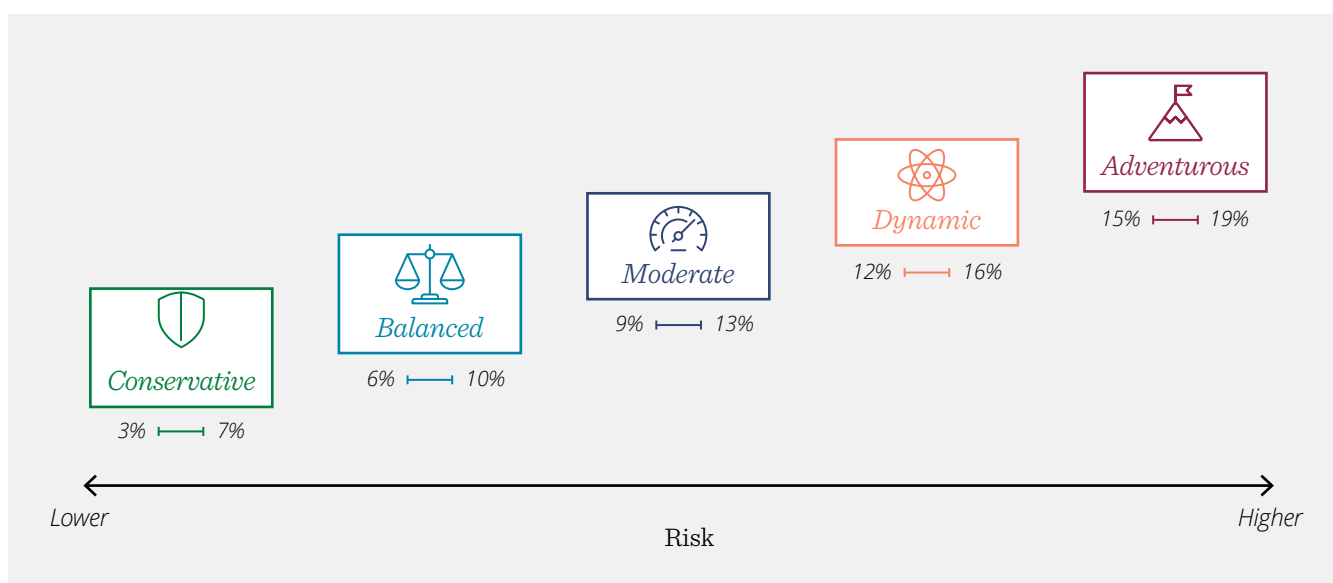 Adventurous
15% 19%
Dynamic
12% 16%
Moderate
9% 13%
Balanced
6% 10%
Conservative
3% 7%
Lower
Higher
Risk